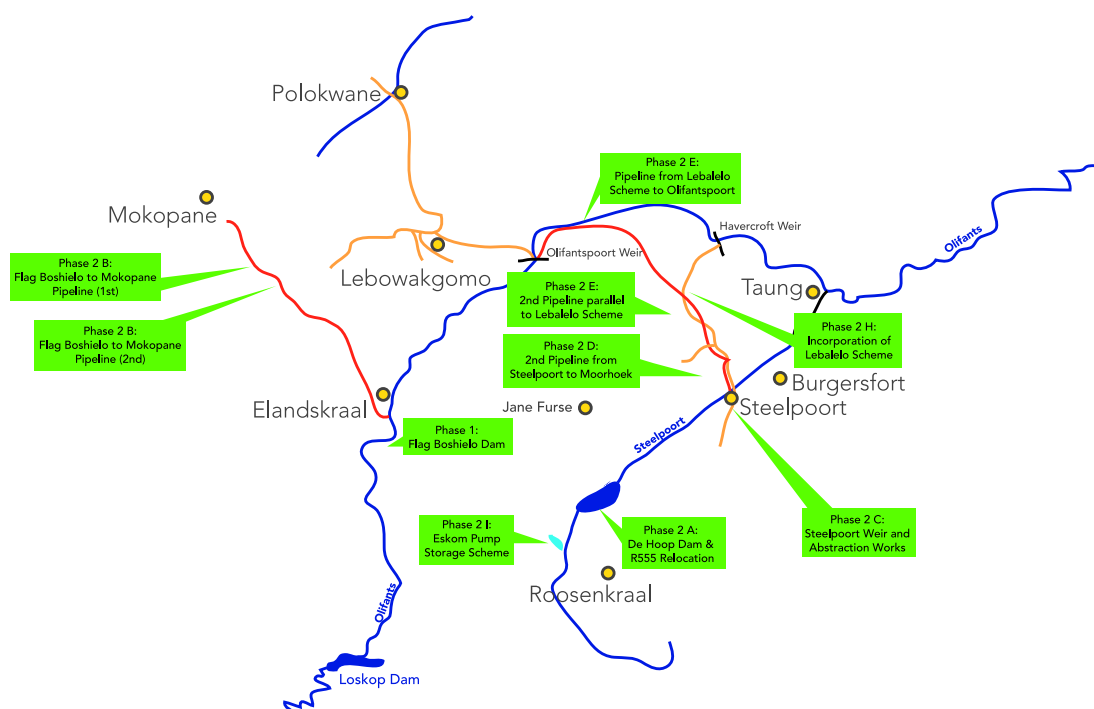 Polokwane
Phase 2 E:
Pipeline from Lebalelo
Scheme to Olifantspoort
Mokopane
Havercroft Weir
Olifants
Olifantspoort Weir
Lebowakgomo
Phase 2 B:
Flag Boshielo to Mokopane
Pipeline (1st)
Phase 2 E:
2nd Pipeline parallel
to Lebalelo Scheme
Taung
Phase 2 B:
Flag Boshielo to Mokopane
Pipeline (2nd)
Phase 2 H:
Incorporation of
Lebalelo Scheme
Phase 2 D:
2nd Pipeline from
Steelpoort to Moorhoek
Burgersfort
Elandskraal
Jane Furse
Steelpoort
Phase 1:
Flag Boshielo Dam
Steelpoort
Phase 2 I:
Eskom Pump
Storage Scheme
Phase 2 A:
De Hoop Dam &
R555 Relocation
Phase 2 C:
Steelpoort Weir and
Abstraction Works
Roosenkraal
Olifants
Loskop Dam